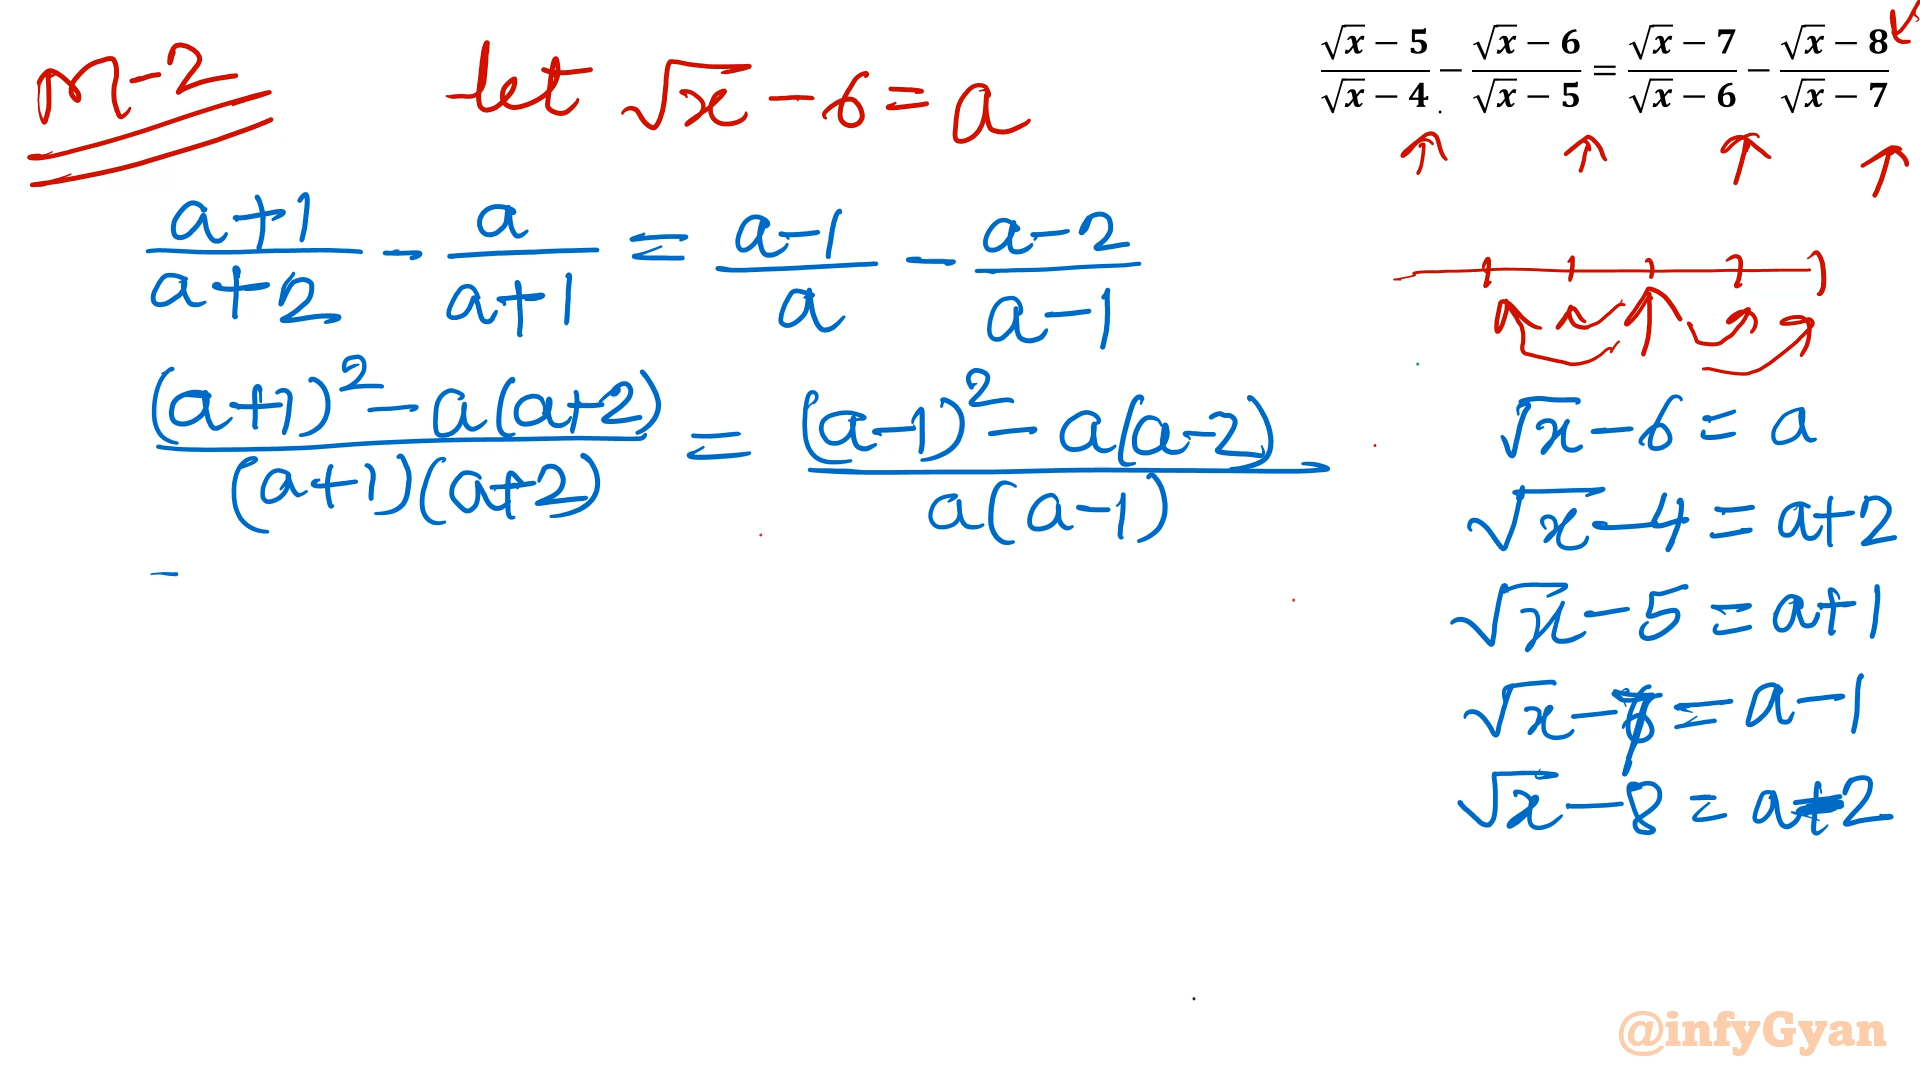 m-2
let √x - 6 = a
(√x - 5)/(√x - 4) - (√x - 6)/(√x - 5) = (√x - 7)/(√x - 6) - (√x - 8)/(√x - 7)
(a+1)/(a+2) - a/(a+1) = (a-1)/a - (a-2)/(a-1)
((a+1)² - a(a+2))/((a+1)(a+2)) = ((a-1)² - a(a-2))/(a(a-1))
√x - 6 = a
√x - 4 = a+2
√x - 5 = a+1
√x - 7 = a-1
√x - 8 = a-2
@infyGyan